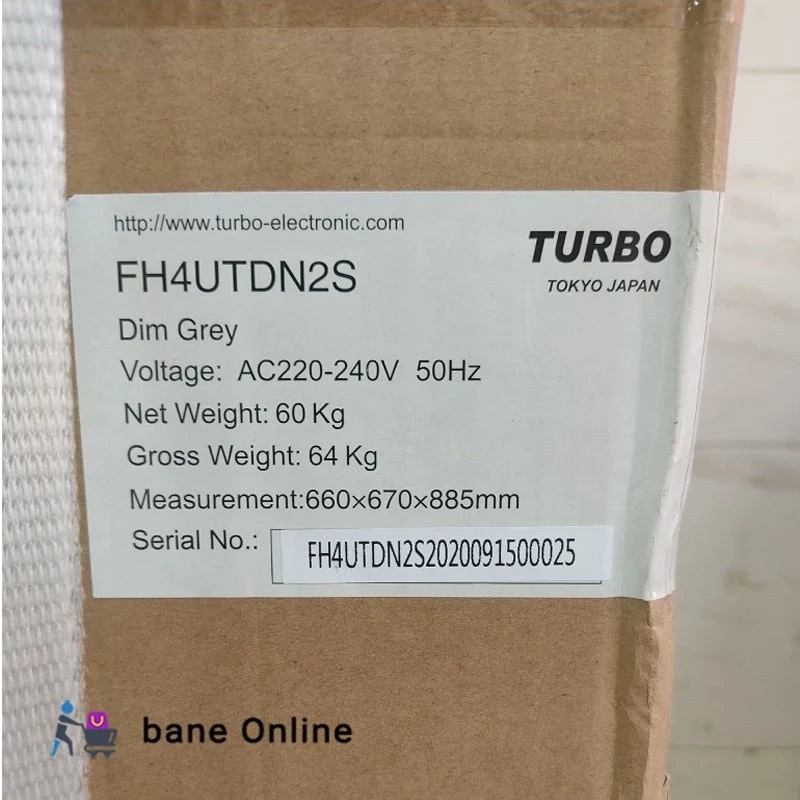 http://www.turbo-electronic.com
TURBO
TOKYO JAPAN
FH4UTDN2S
Dim Grey
Voltage: AC220-240V 50Hz
Net Weight: 60 Kg
Gross Weight: 64 Kg
Measurement:660×670×885mm
Serial No.: FH4UTDN2S2020091500025
bane Online